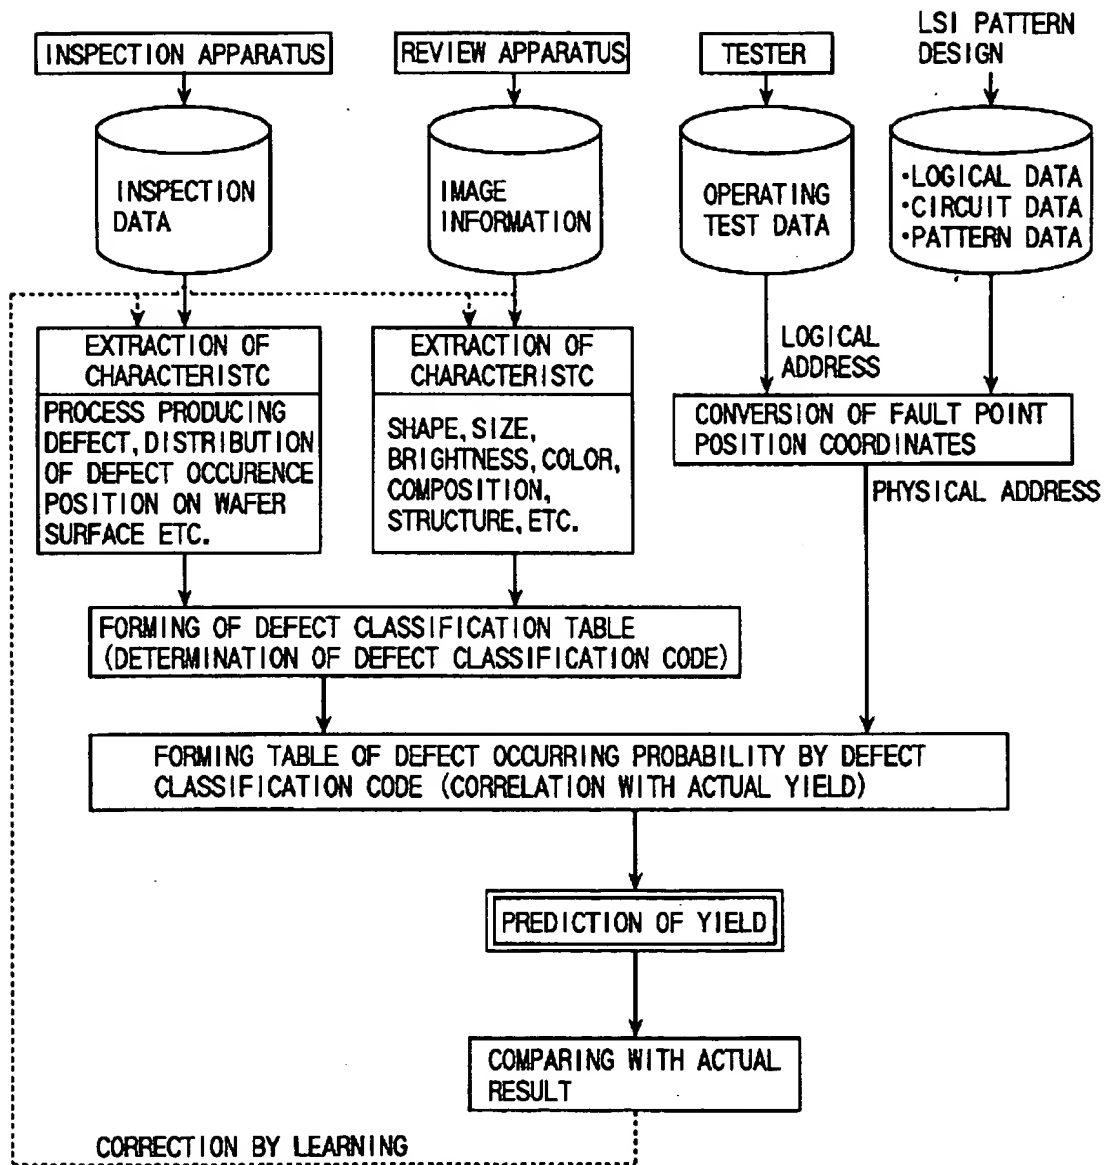 INSPECTION APPARATUS
REVIEW APPARATUS
TESTER
LSI PATTERN
DESIGN
INSPECTION
DATA
IMAGE
INFORMATION
OPERATING
TEST DATA
•LOGICAL DATA
•CIRCUIT DATA
•PATTERN DATA
EXTRACTION OF
CHARACTERISTC
PROCESS PRODUCING
DEFECT, DISTRIBUTION
OF DEFECT OCCURENCE
POSITION ON WAFER
SURFACE ETC.
EXTRACTION OF
CHARACTERISTC
SHAPE, SIZE,
BRIGHTNESS, COLOR,
COMPOSITION,
STRUCTURE, ETC.
LOGICAL
ADDRESS
CONVERSION OF FAULT POINT
POSITION COORDINATES
PHYSICAL ADDRESS
FORMING OF DEFECT CLASSIFICATION TABLE
(DETERMINATION OF DEFECT CLASSIFICATION CODE)
FORMING TABLE OF DEFECT OCCURRING PROBABILITY BY DEFECT
CLASSIFICATION CODE (CORRELATION WITH ACTUAL YIELD)
PREDICTION OF YIELD
COMPARING WITH ACTUAL
RESULT
CORRECTION BY LEARNING